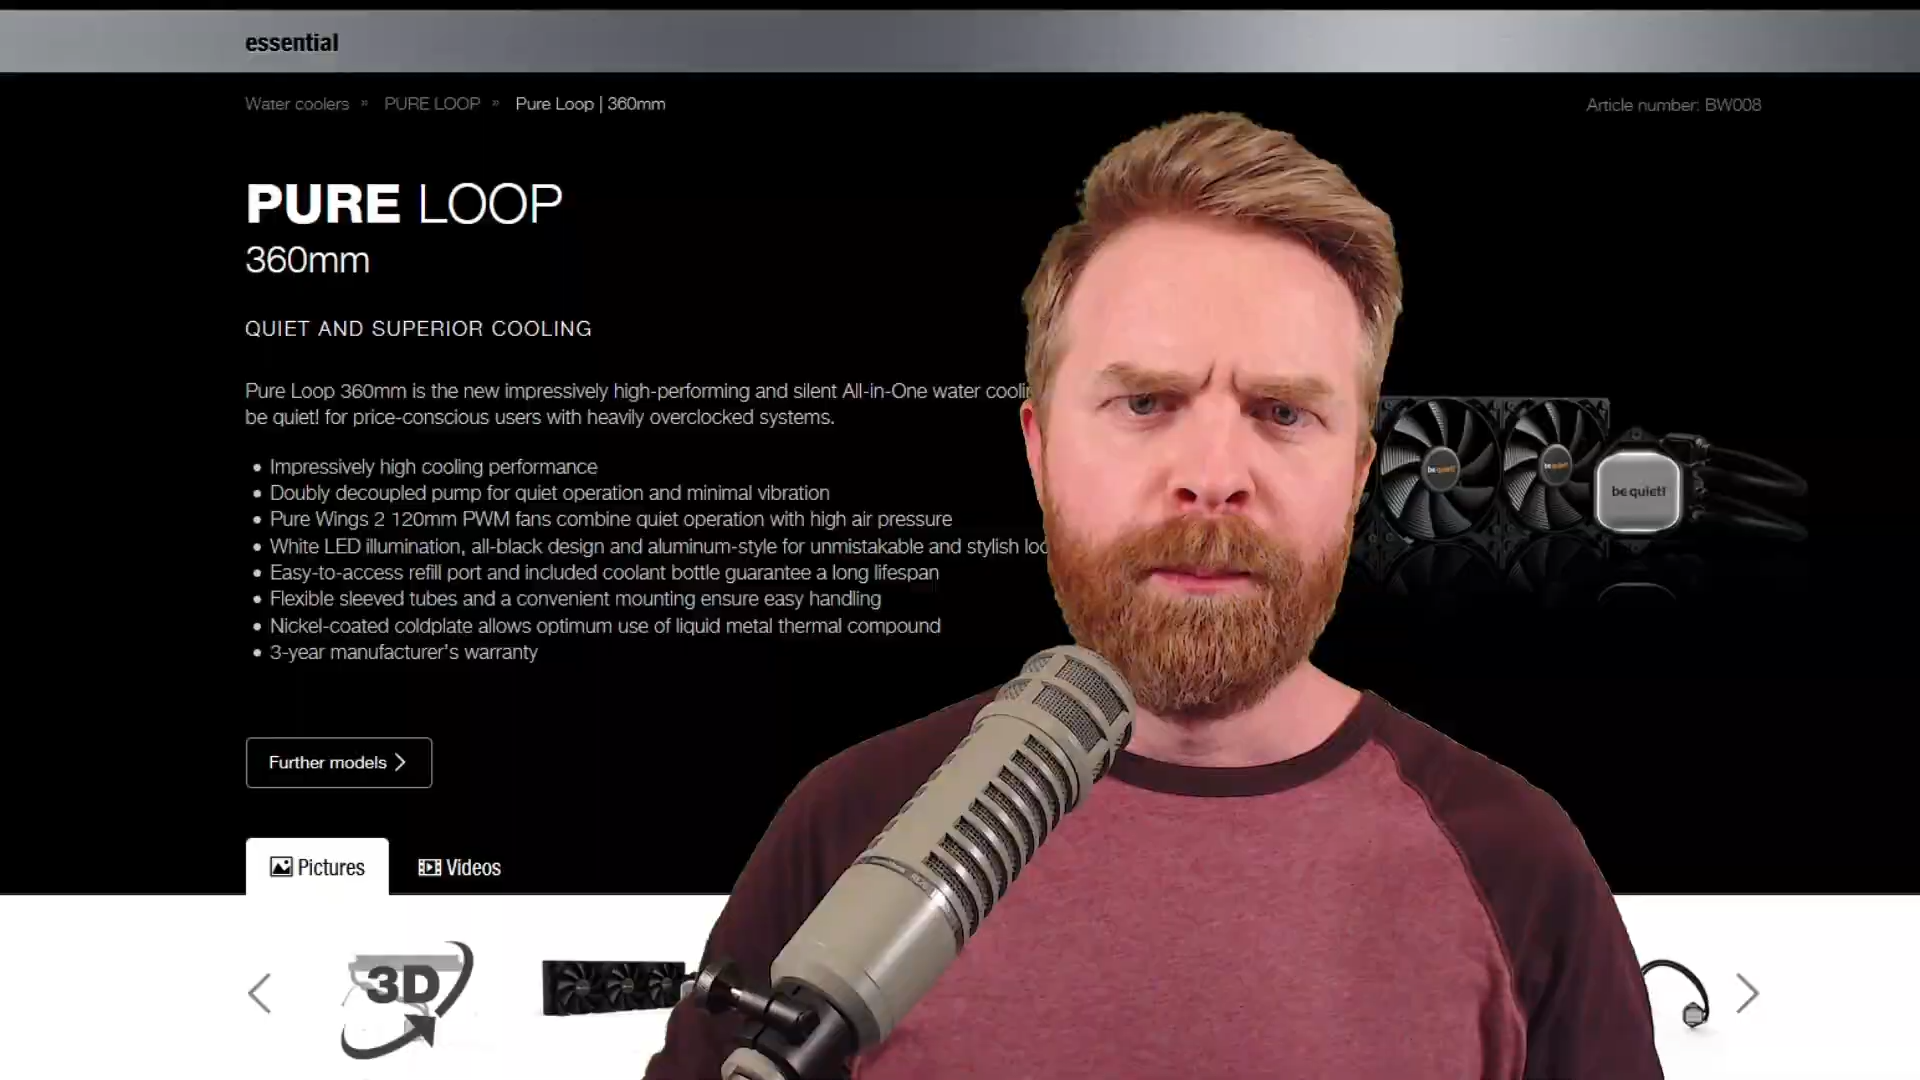 essential
Water coolers » PURE LOOP » Pure Loop | 360mm
Article number: BW008
PURE LOOP
360mm
QUIET AND SUPERIOR COOLING
Pure Loop 360mm is the new impressively high-performing and silent All-in-One water
be quiet! for price-conscious users with heavily overclocked systems.
• Impressively high cooling performance
• Doubly decoupled pump for quiet operation and minimal vibration
• Pure Wings 2 120mm PWM fans combine quiet operation with high air pressure
• White LED illumination, all-black design and aluminum-style for unmistakable and stylish
• Easy-to-access refill port and included coolant bottle guarantee a long lifespan
• Flexible sleeved tubes and a convenient mounting ensure easy handling
• Nickel-coated coldplate allows optimum use of liquid metal thermal compound
• 3-year manufacturer's warranty
be quiet!
be quiet!
be quiet!
Further models
Pictures
Videos
3D